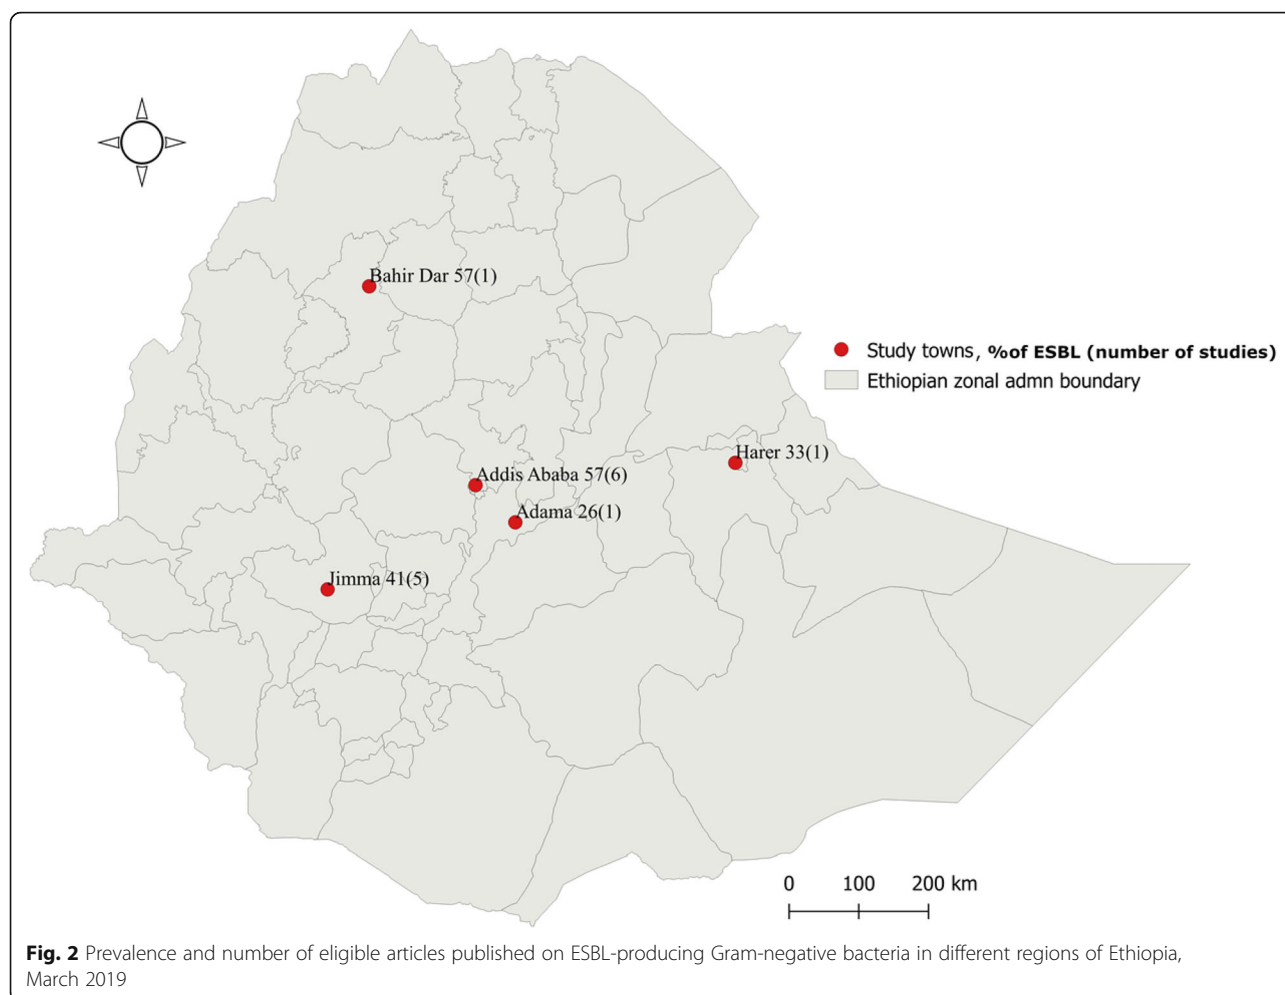 Bahir Dar 57(1)
Study towns, %of ESBL (number of studies)
Ethiopian zonal admn boundary
Harer 33(1)
Addis Ababa 57(6)
Adama 26(1)
Jimma 41(5)
0 100 200 km
Fig. 2 Prevalence and number of eligible articles published on ESBL-producing Gram-negative bacteria in different regions of Ethiopia,
March 2019